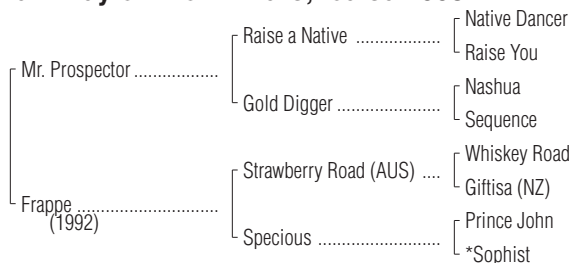 Native Dancer
Raise a Native ..................
Raise You
Mr. Prospector ..................
Nashua
Gold Digger ......................
Sequence
Whiskey Road
Strawberry Road (AUS) ....
Giftisa (NZ)
Frappe ..............................
(1992)
Prince John
Specious ..........................
*Sophist